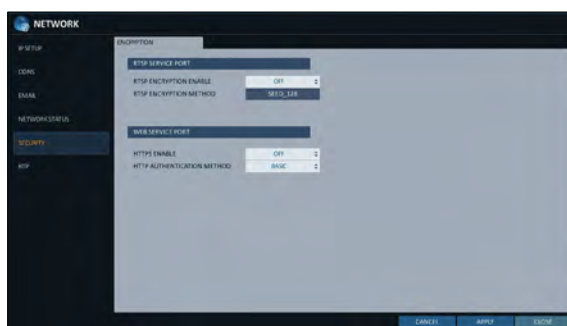 NETWORK
IP SETUP
DDNS
EMAIL
NETWORK STATUS
SECURITY
RTSP
ENCRYPTION
RTSP SERVICE PORT
RTSP ENCRYPTION ENABLE OFF
RTSP ENCRYPTION METHOD SEED_128
WEB SERVICE PORT
HTTPS ENABLE OFF
HTTP AUTHENTICATION METHOD BASIC
CANCEL APPLY CLOSE